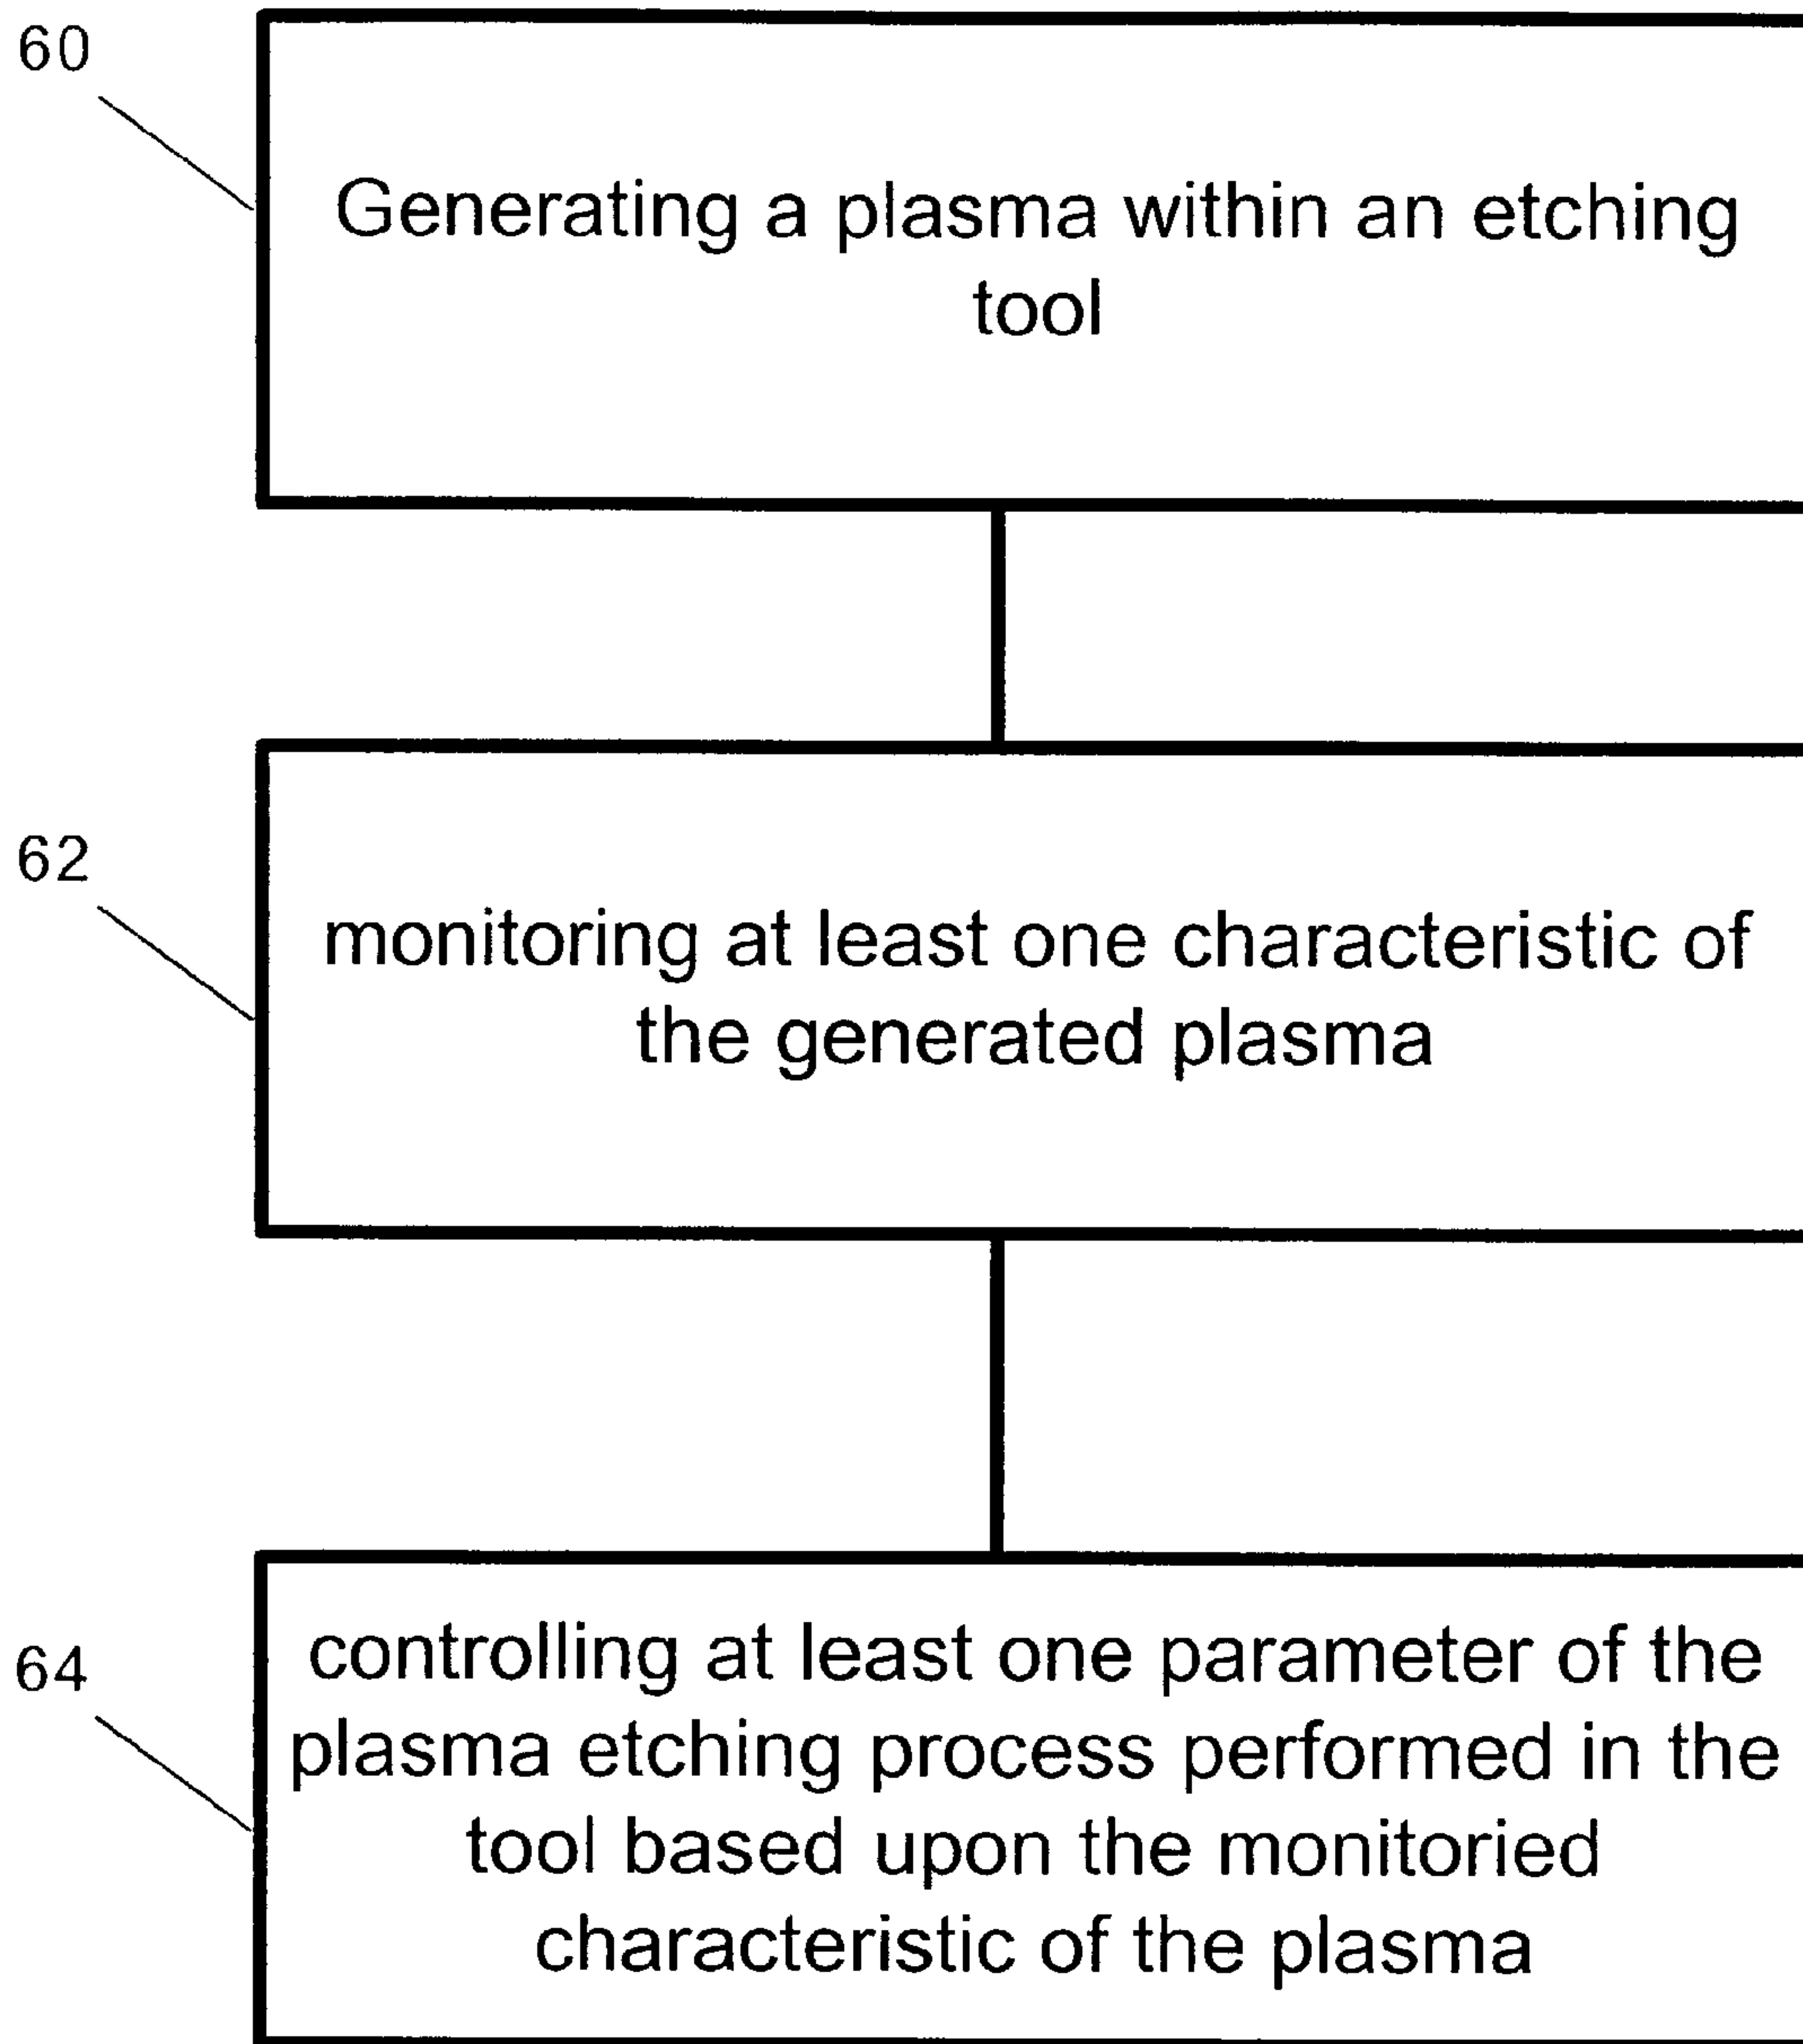 60
Generating a plasma within an etching
tool
62
monitoring at least one characteristic of
the generated plasma
64
controlling at least one parameter of the
plasma etching process performed in the
tool based upon the monitoried
characteristic of the plasma